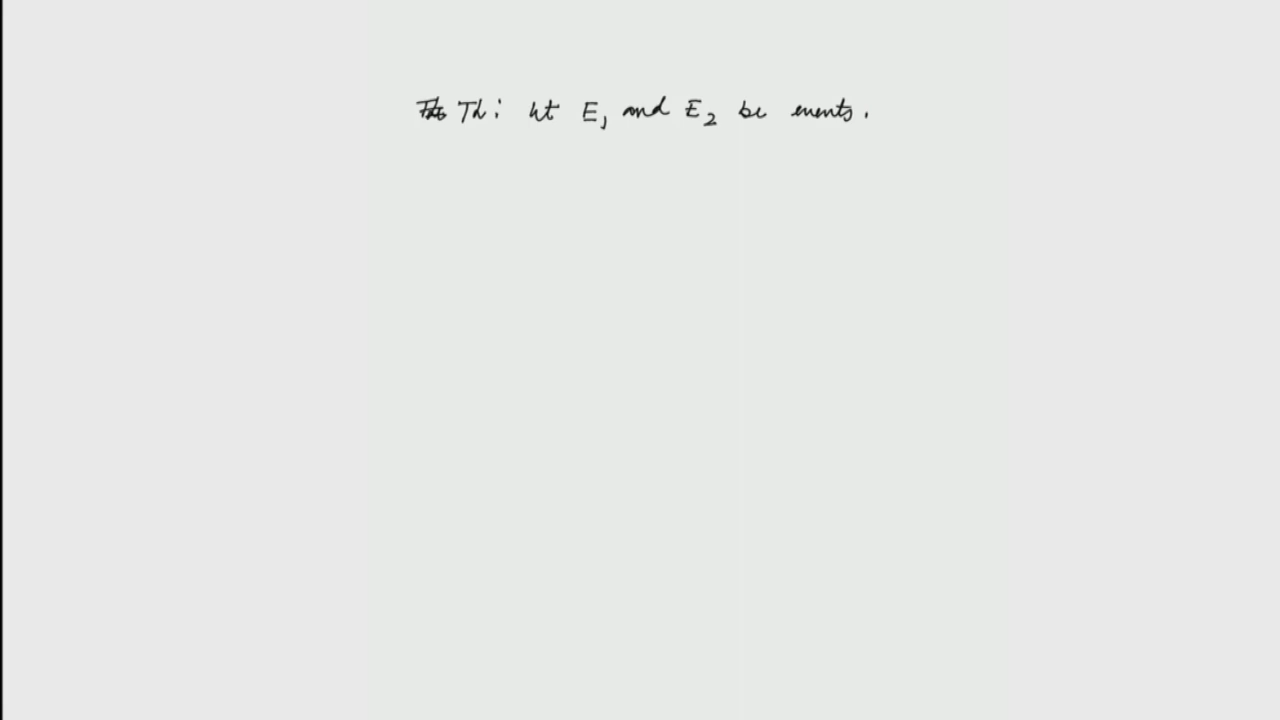 Th: let E₁ and E₂ be events.